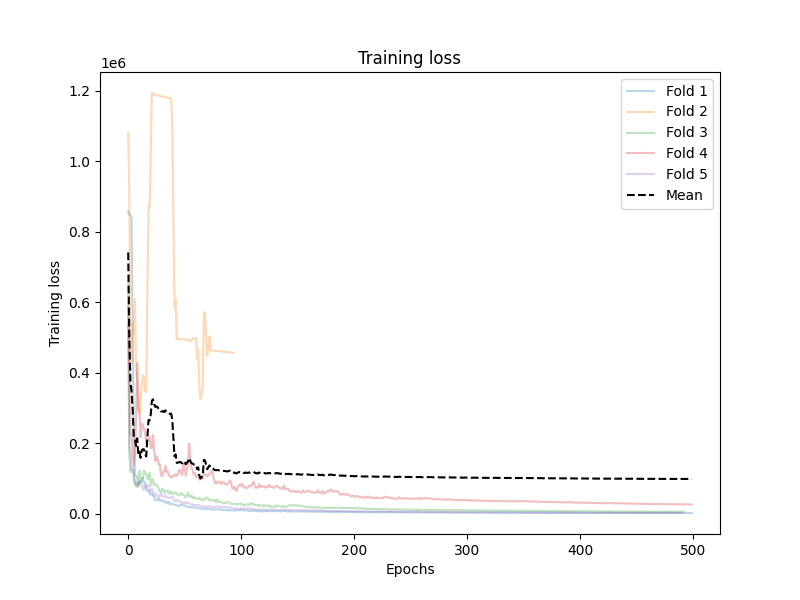 Training loss
1e6
1.2
1.0
0.8
0.6
0.4
0.2
0.0
Training loss
0
100
200
300
400
500
Epochs
Fold 1
Fold 2
Fold 3
Fold 4
Fold 5
Mean